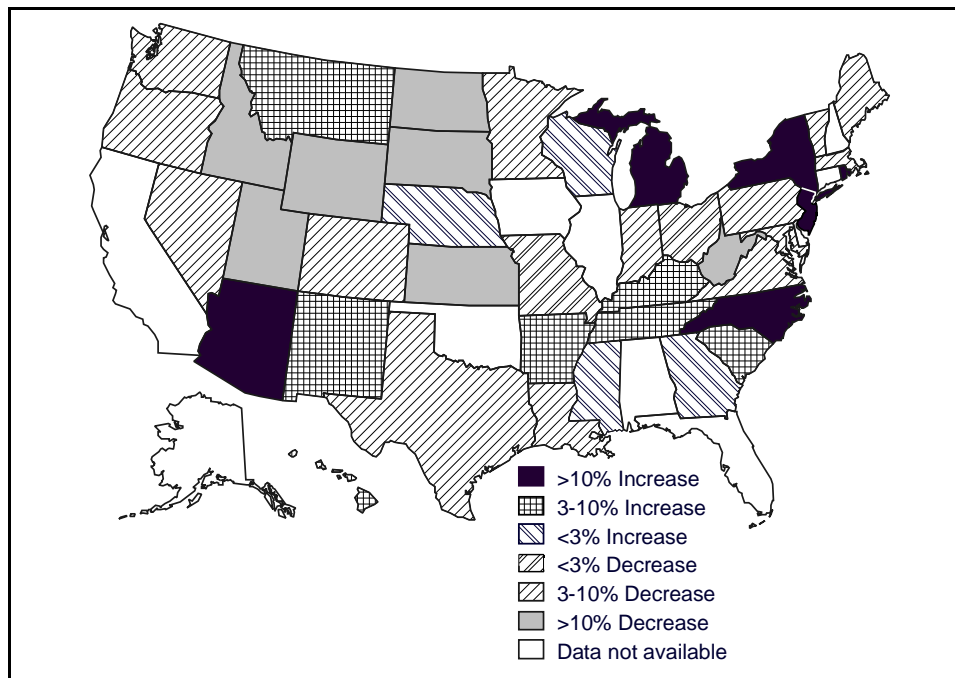 >10% Increase
3-10% Increase
<3% Increase
<3% Decrease
3-10% Decrease
>10% Decrease
Data not available